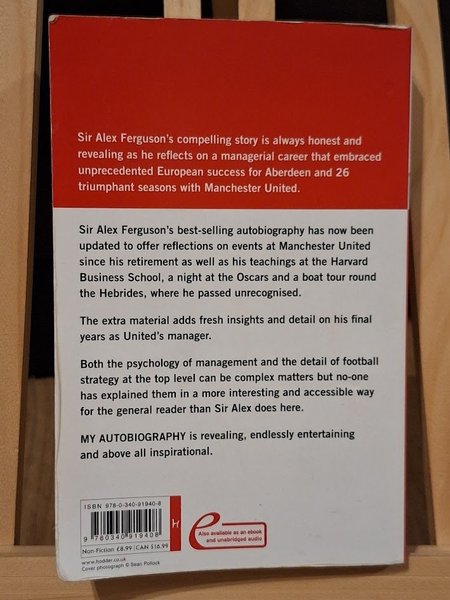 Sir Alex Ferguson's compelling story is always honest and
revealing as he reflects on a managerial career that embraced
unprecedented European success for Aberdeen and 26
triumphant seasons with Manchester United.
Sir Alex Ferguson's best-selling autobiography has now been
updated to offer reflections on events at Manchester United
since his retirement as well as his teachings at the Harvard
Business School, a night at the Oscars and a boat tour round
the Hebrides, where he passed unrecognised.
The extra material adds fresh insights and detail on his final
years as United's manager.
Both the psychology of management and the detail of football
strategy at the top level can be complex matters but no-one
has explained them in a more interesting and accessible way
for the general reader than Sir Alex does here.
MY AUTOBIOGRAPHY is revealing, endlessly entertaining
and above all inspirational.
ISBN 978-0-340-91940-8
9 780340 919408
Non-Fiction £8.99 CAN $16.99
www.hodder.co.uk
Cover photograph © Sean Pollock
H
e
Also available as an ebook
and unabridged audio